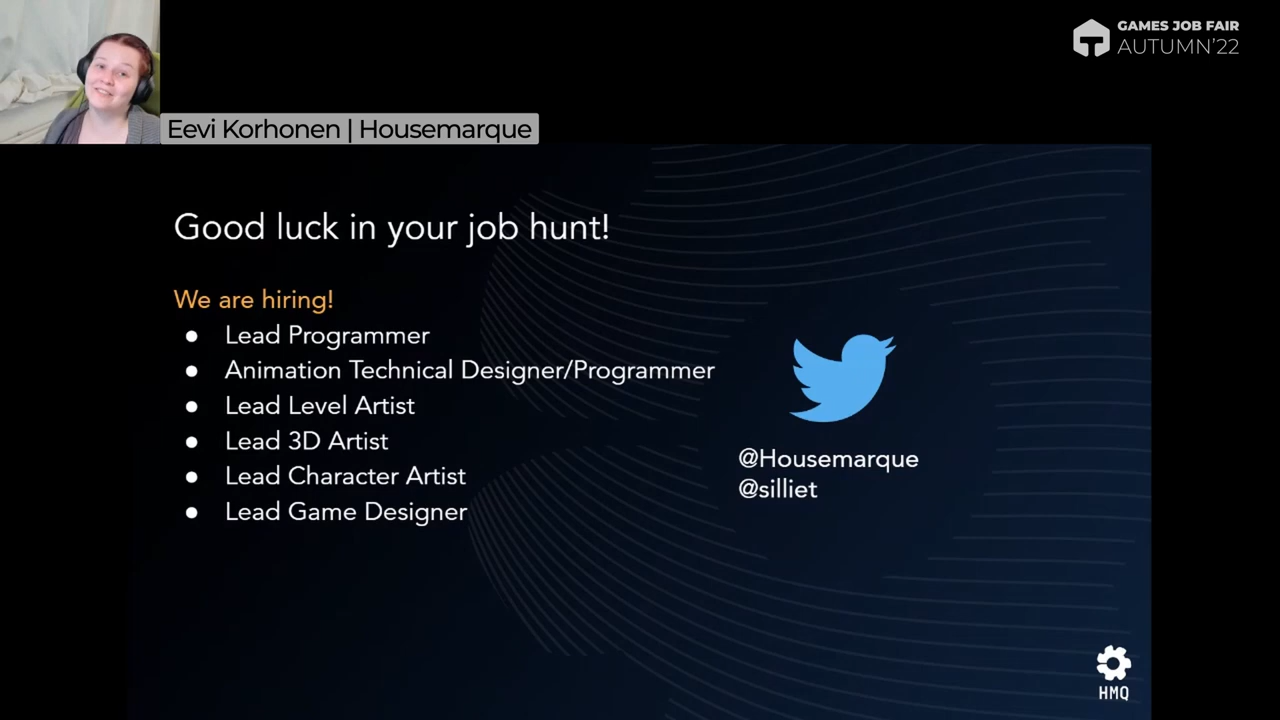 GAMES JOB FAIR
AUTUMN'22
Eevi Korhonen | Housemarque
Good luck in your job hunt!
We are hiring!
● Lead Programmer
● Animation Technical Designer/Programmer
● Lead Level Artist
● Lead 3D Artist
● Lead Character Artist
● Lead Game Designer
@Housemarque
@silliet
HMQ